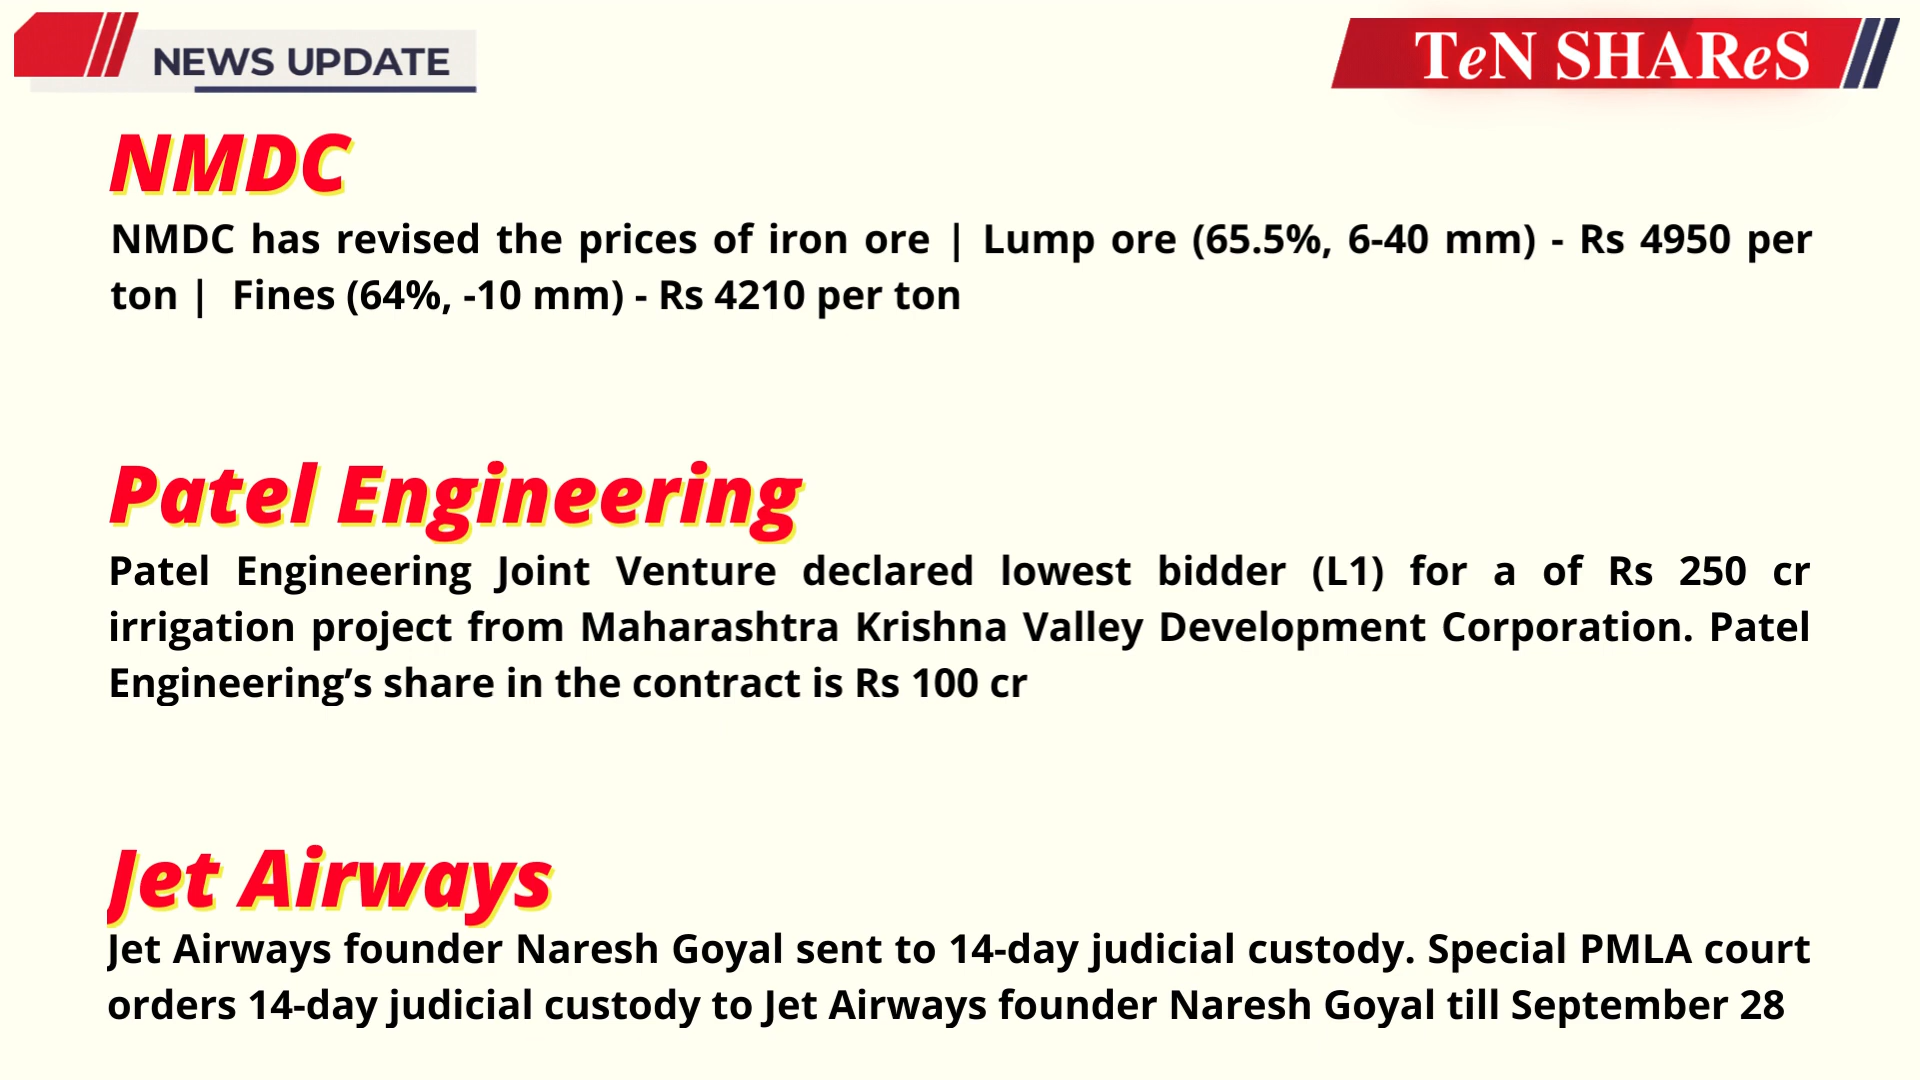 NEWS UPDATE
TeN SHAReS
NMDC
NMDC has revised the prices of iron ore | Lump ore (65.5%, 6-40 mm) - Rs 4950 per
ton | Fines (64%, -10 mm) - Rs 4210 per ton
Patel Engineering
Patel Engineering Joint Venture declared lowest bidder (L1) for a of Rs 250 cr
irrigation project from Maharashtra Krishna Valley Development Corporation. Patel
Engineering’s share in the contract is Rs 100 cr
Jet Airways
Jet Airways founder Naresh Goyal sent to 14-day judicial custody. Special PMLA court
orders 14-day judicial custody to Jet Airways founder Naresh Goyal till September 28